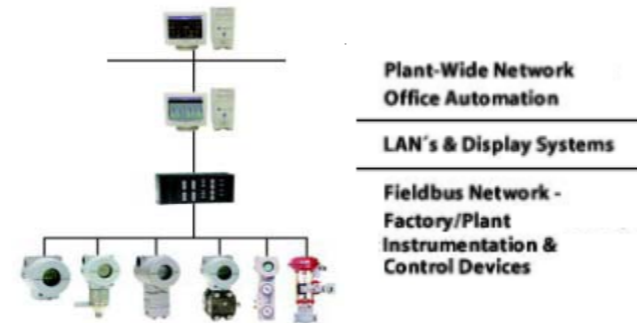 Plant-Wide Network
Office Automation
LAN´s & Display Systems
Fieldbus Network -
Factory/Plant
Instrumentation &
Control Devices